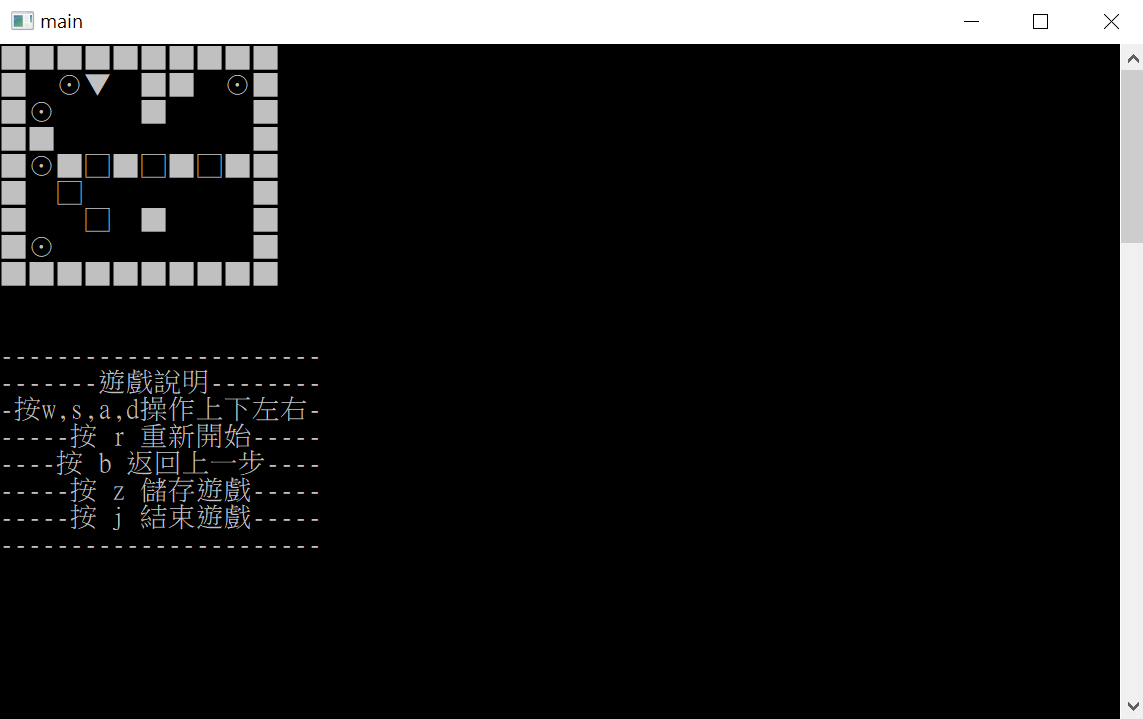 main
-----------------------
-------遊戲說明--------
-按w,s,a,d操作上下左右-
-----按 r 重新開始-----
----按 b 返回上一步----
-----按 z 儲存遊戲-----
-----按 j 結束遊戲-----
-----------------------